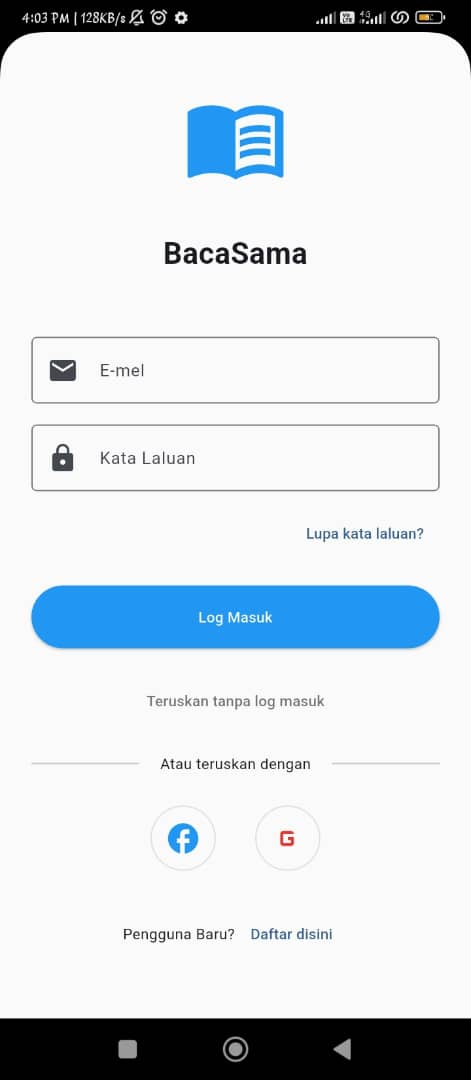 4:03 PM | 128KB/s
BacaSama
E-mel
Kata Laluan
Lupa kata laluan?
Log Masuk
Teruskan tanpa log masuk
Atau teruskan dengan
G
Pengguna Baru? Daftar disini